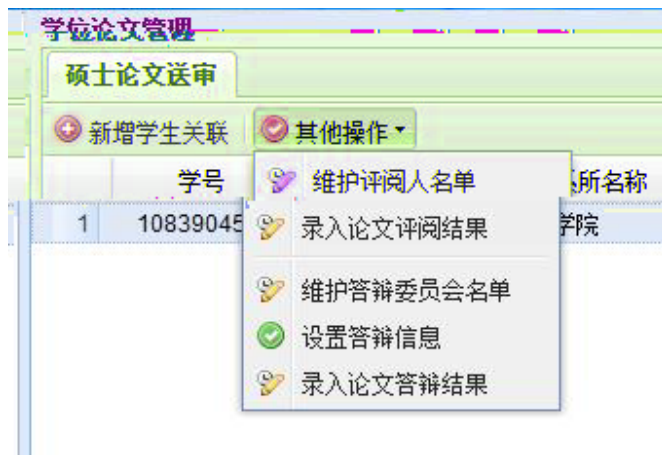 学位论文管理
硕士论文送审
新增学生关联 其他操作
学号 所名称
1 10839045 学院
维护评阅人名单
录入论文评阅结果
维护答辩委员会名单
设置答辩信息
录入论文答辩结果